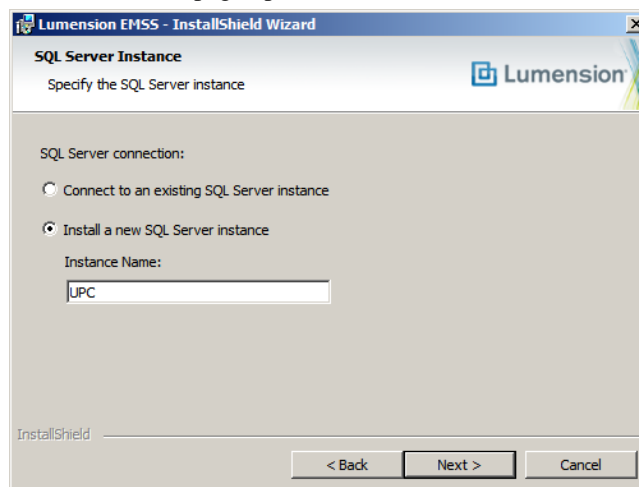 Lumension EMSS - InstallShield Wizard
SQL Server Instance
Specify the SQL Server instance
Lumension
SQL Server connection:
Connect to an existing SQL Server instance
Install a new SQL Server instance
Instance Name:
UPC
InstallShield
< Back
Next >
Cancel